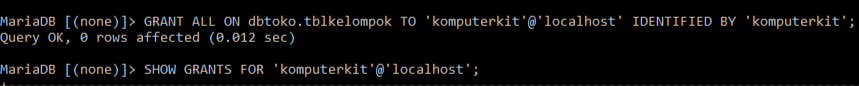 MariaDB [(none)]> GRANT ALL ON dbtoko.tblkelompok TO 'komputerkit'@'localhost' IDENTIFIED BY 'komputerkit';
Query OK, 0 rows affected (0.012 sec)
MariaDB [(none)]> SHOW GRANTS FOR 'komputerkit'@'localhost';